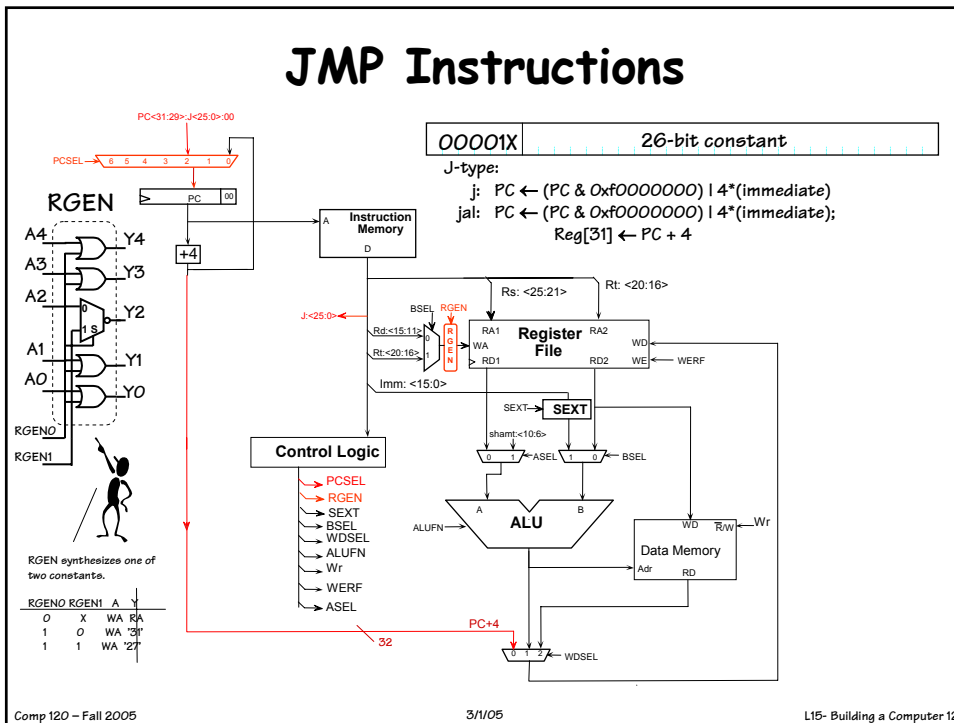 JMP Instructions
PC<31:29>:J<25:0>:00
PCSEL
6 5 4 3 2 1 0
PC
00
+4
RGEN
A4
Y4
A3
Y3
A2
0
Y2
1 S
A1
Y1
A0
Y0
RGEN0
RGEN1
RGEN synthesizes one of
two constants.
RGEN0 RGEN1 A Y
0 X WA RA
1 0 WA '31'
1 1 WA '27'
00001X 26-bit constant
J-type:
j: PC ← (PC & 0xf0000000) | 4*(immediate)
jal: PC ← (PC & 0xf0000000) | 4*(immediate);
Reg[31] ← PC + 4
A
Instruction
Memory
D
Rs: <25:21>
Rt: <20:16>
J:<25:0>
BSEL
RGEN
Rd:<15:11>
0
Rt:<20:16>
1
RGEN
RA1
Register
File
RA2
WA
WD
RD1
RD2
WE
WERF
Imm: <15:0>
SEXT
SEXT
shamt:<10:6>
0 1
ASEL
1 0
BSEL
Control Logic
PCSEL
RGEN
SEXT
BSEL
WDSEL
ALUFN
Wr
WERF
ASEL
A
B
ALU
ALUFN
WD
R/W
Wr
Data Memory
Adr
RD
PC+4
32
0 1 2
WDSEL
Comp 120 – Fall 2005
3/1/05
L15- Building a Computer 12